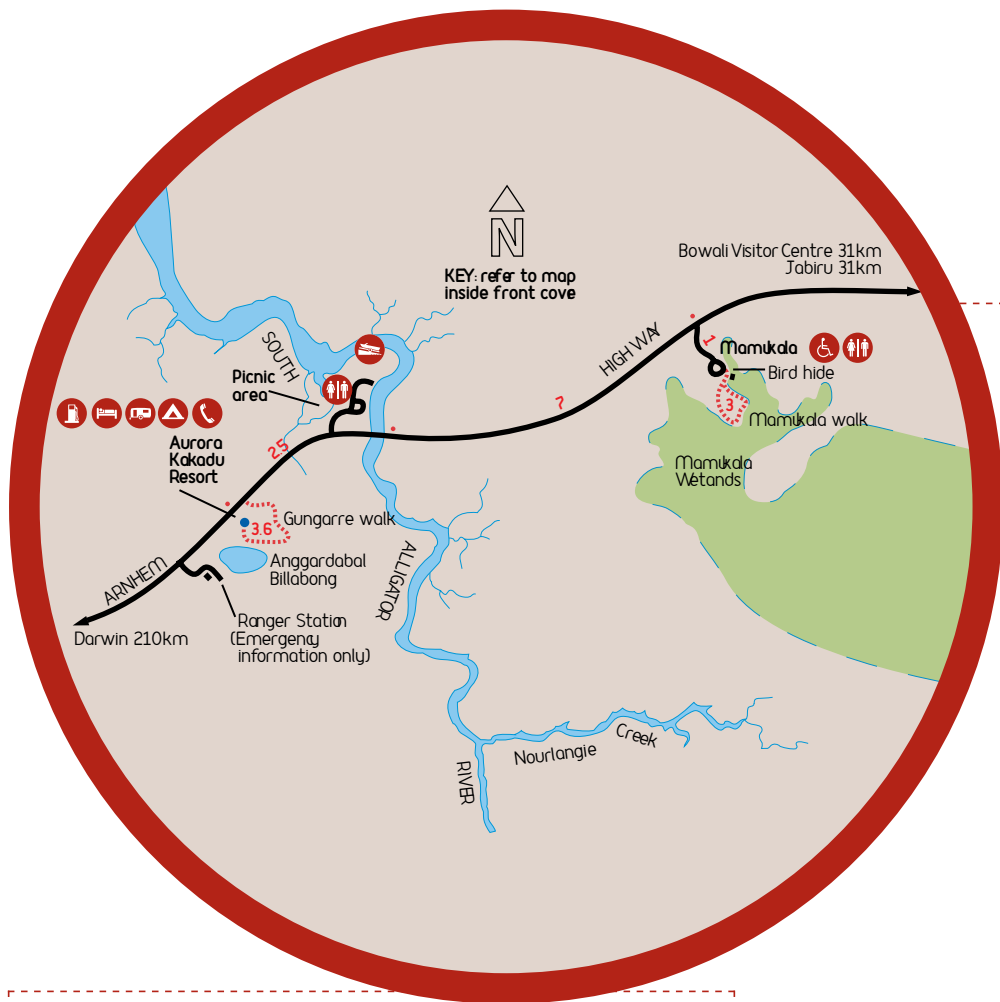 N
KEY: refer to map
inside front cove
Bowali Visitor Centre 31km
Jabiru 31km
HIGH WAY
1
Mamukala
Bird hide
3
Mamukala walk
Mamukala
Wetands
7
SOUTH
Picnic
area
Aurora
Kakadu
Resort
2.5
3.6
Gungarre walk
Anggardabal
Billabong
ARNHEM
Darwin 210km
Ranger Station
(Emergency
information only)
ALLIGATOR
RIVER
Nourlangie Creek